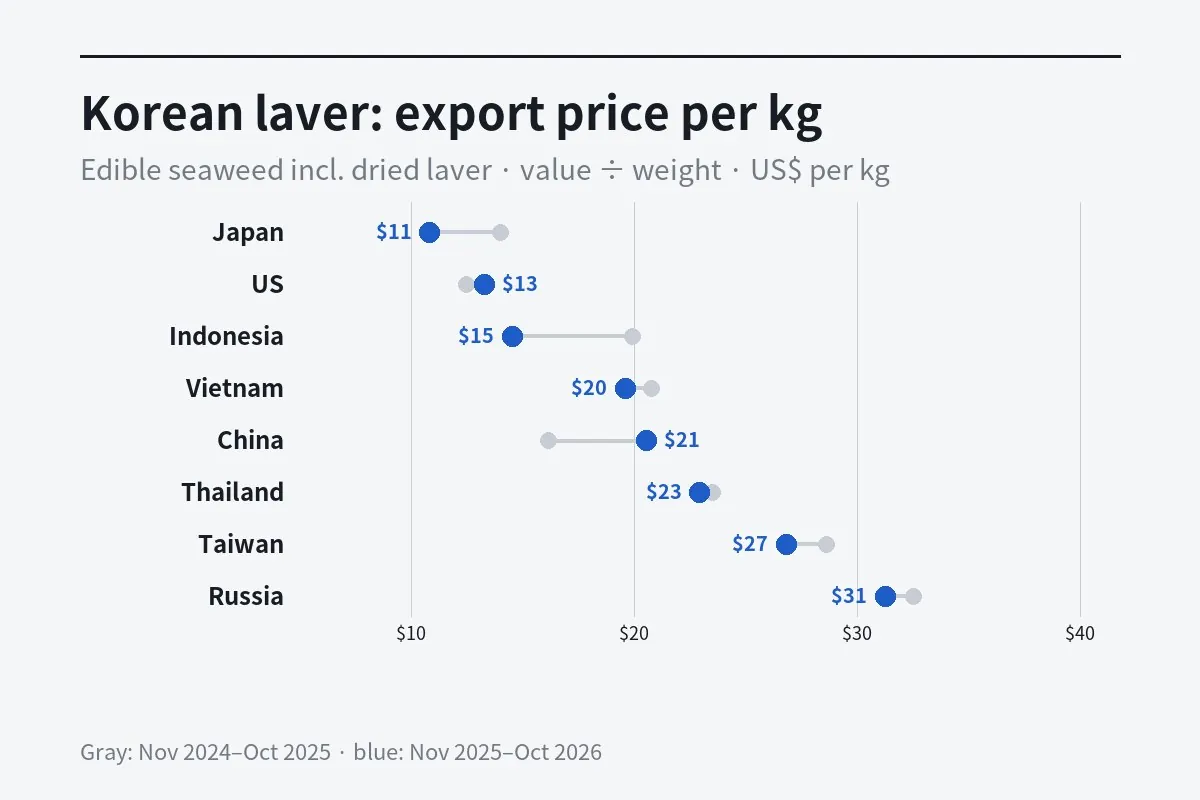 Korean laver: export price per kg
Edible seaweed incl. dried laver · value ÷ weight · US$ per kg
Japan $11
US $13
Indonesia $15
Vietnam $20
China $21
Thailand $23
Taiwan $27
Russia $31
$10 $20 $30 $40
Gray: Nov 2024–Oct 2025 · blue: Nov 2025–Oct 2026